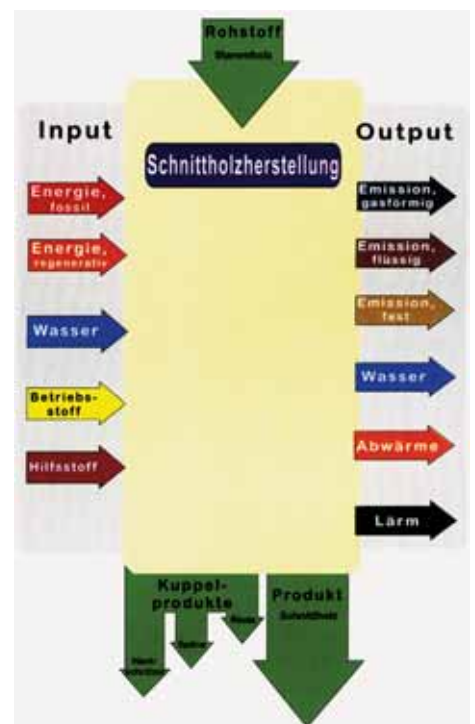 Rohstoff
Stammholz
Input
Output
Schnittholzherstellung
Energie,
fossil
Energie,
regenerativ
Wasser
Betriebs-
stoff
Hilfsstoff
Emission,
gasförmig
Emission,
flüssig
Emission,
fest
Wasser
Abwärme
Lärm
Kuppel-
produkte
Produkt
Schnittholz